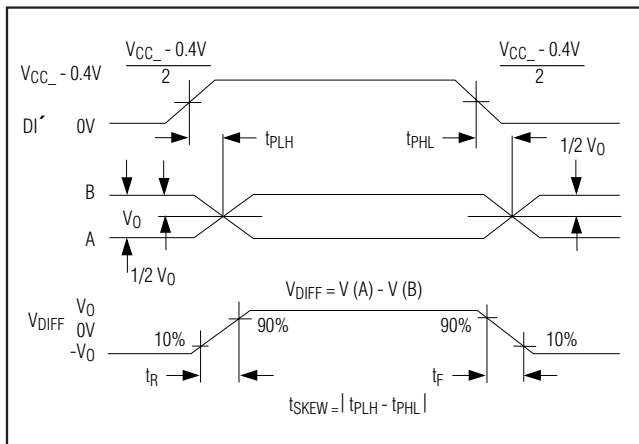 V_CC_ - 0.4V
V_CC_ - 0.4V
2
V_CC_ - 0.4V
2
DI´ 0V
t_PLH
t_PHL
1/2 V_O
B
V_O
A
1/2 V_O
V_DIFF = V (A) - V (B)
V_DIFF
V_O
0V
-V_O
10%
90%
90%
10%
t_R
t_F
t_SKEW = | t_PLH - t_PHL |